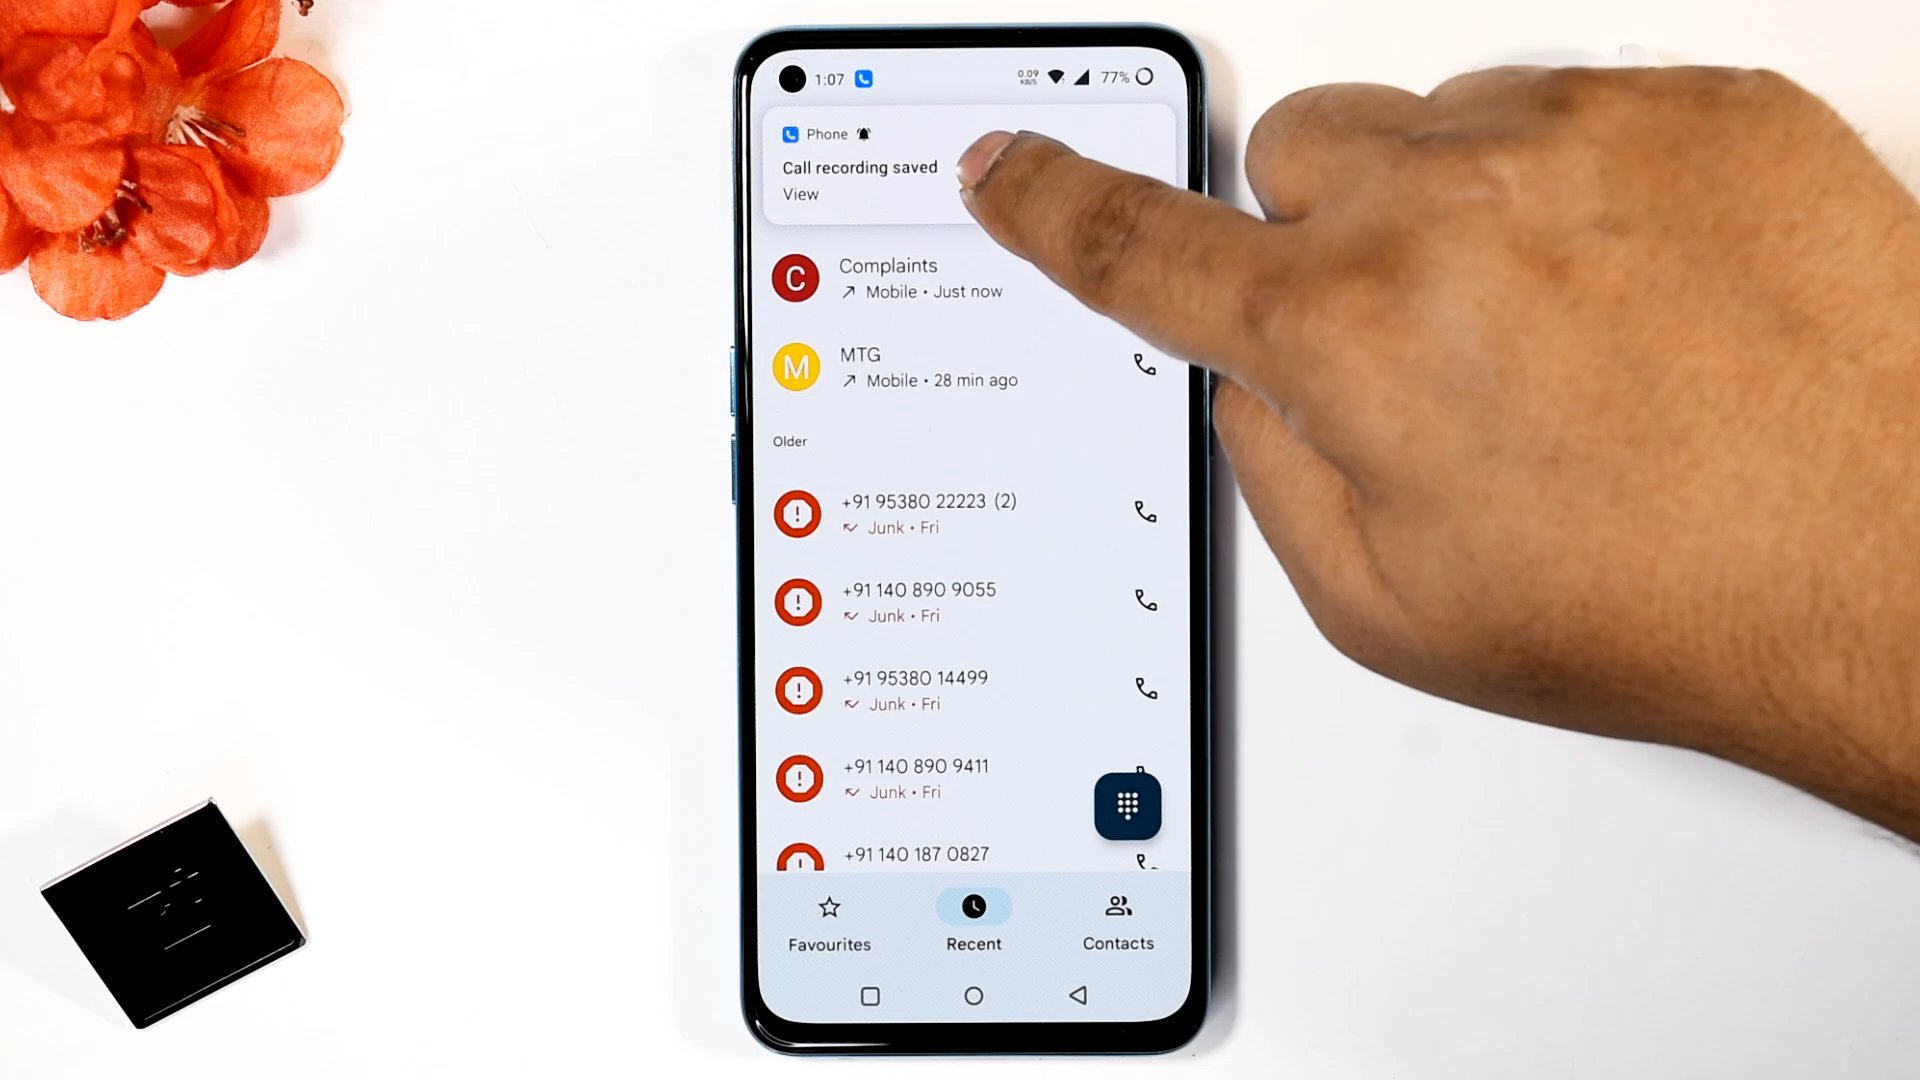 1:07 0.09 KB/S 77%
Phone
Call recording saved
View
C Complaints
Mobile • Just now
M MTG
Mobile • 28 min ago
Older
+91 95380 22223 (2)
Junk • Fri
+91 140 890 9055
Junk • Fri
+91 95380 14499
Junk • Fri
+91 140 890 9411
Junk • Fri
+91 140 187 0827
Favourites Recent Contacts